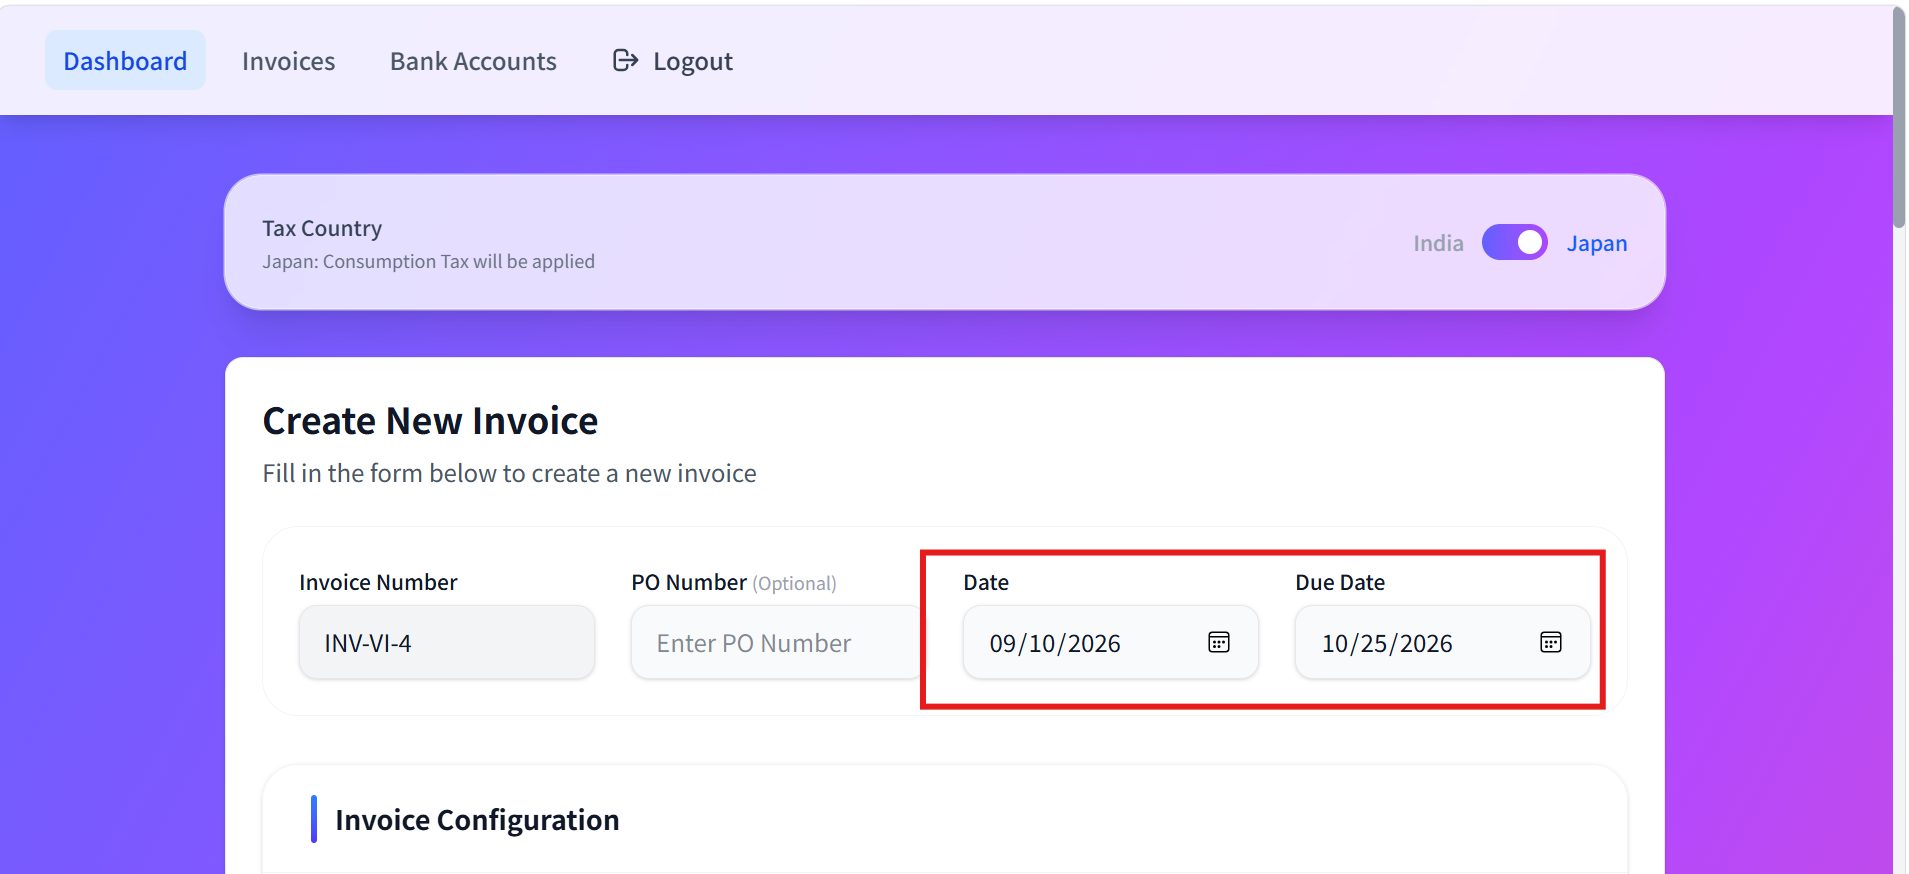 Dashboard Invoices Bank Accounts Logout
Tax Country
Japan: Consumption Tax will be applied
India Japan
Create New Invoice
Fill in the form below to create a new invoice
Invoice Number PO Number (Optional) Date Due Date
INV-VI-4 Enter PO Number 09/10/2026 10/25/2026
Invoice Configuration